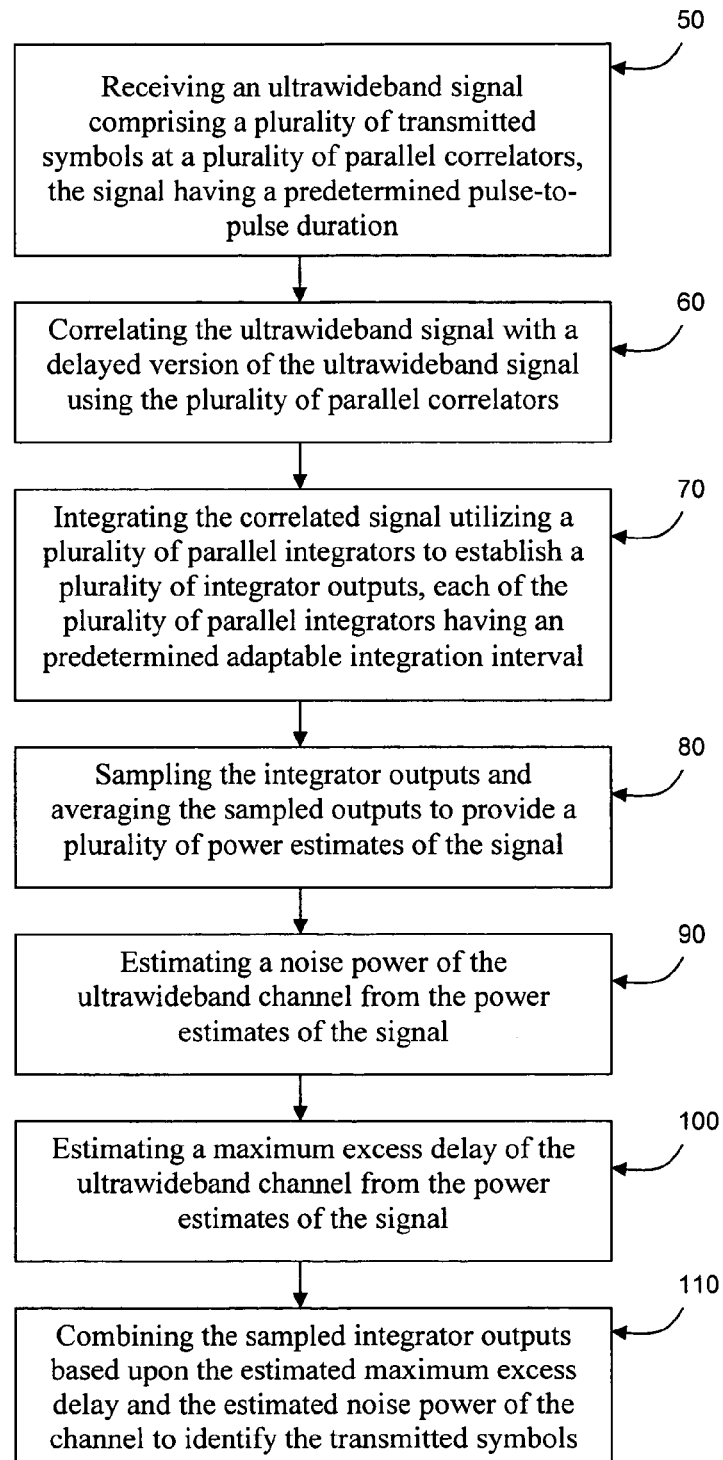 50
Receiving an ultrawideband signal
comprising a plurality of transmitted
symbols at a plurality of parallel correlators,
the signal having a predetermined pulse-to-
pulse duration
60
Correlating the ultrawideband signal with a
delayed version of the ultrawideband signal
using the plurality of parallel correlators
70
Integrating the correlated signal utilizing a
plurality of parallel integrators to establish a
plurality of integrator outputs, each of the
plurality of parallel integrators having an
predetermined adaptable integration interval
80
Sampling the integrator outputs and
averaging the sampled outputs to provide a
plurality of power estimates of the signal
90
Estimating a noise power of the
ultrawideband channel from the power
estimates of the signal
100
Estimating a maximum excess delay of the
ultrawideband channel from the power
estimates of the signal
110
Combining the sampled integrator outputs
based upon the estimated maximum excess
delay and the estimated noise power of the
channel to identify the transmitted symbols